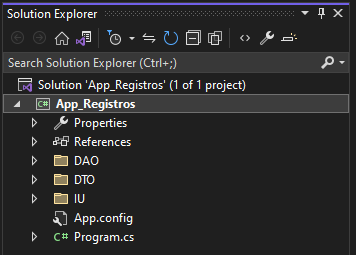 Solution Explorer
Search Solution Explorer (Ctrl+;)
Solution 'App_Registros' (1 of 1 project)
C# App_Registros
Properties
References
DAO
DTO
IU
App.config
C# Program.cs